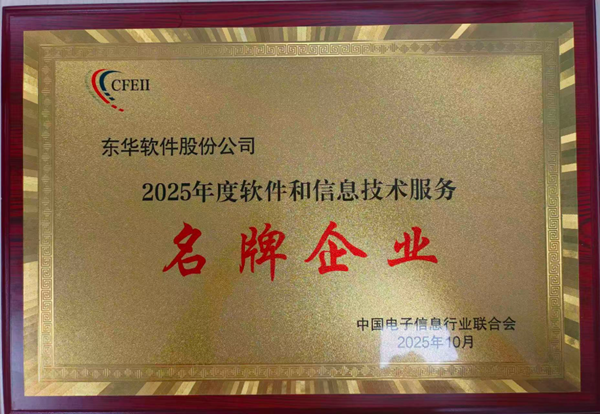 CFEII
东华软件股份公司
2025年度软件和信息技术服务
名牌企业
中国电子信息行业联合会
2025年10月